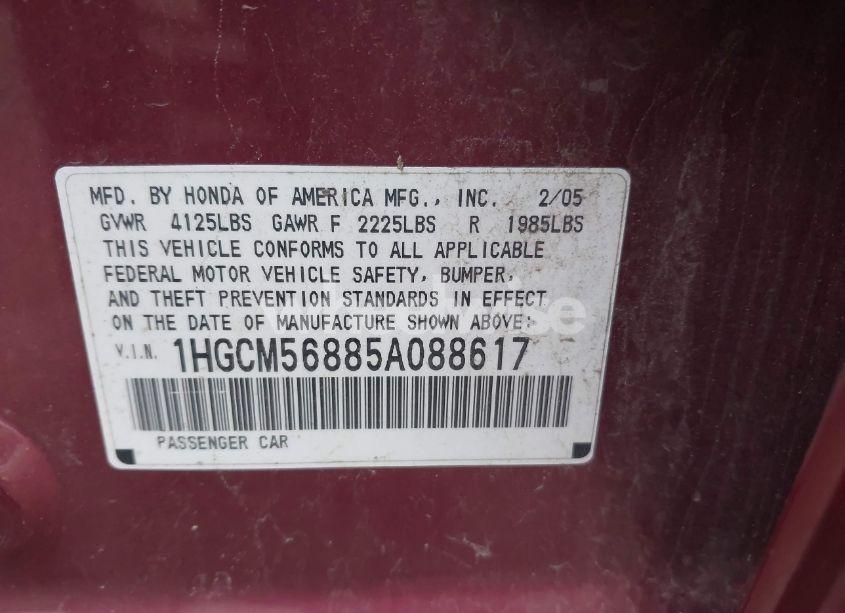 MFD. BY HONDA OF AMERICA MFG., INC. 2/05
GVWR 4125LBS GAWR F 2225LBS R 1985LBS
THIS VEHICLE CONFORMS TO ALL APPLICABLE
FEDERAL MOTOR VEHICLE SAFETY, BUMPER,
AND THEFT PREVENTION STANDARDS IN EFFECT
ON THE DATE OF MANUFACTURE SHOWN ABOVE:
V.I.N. 1HGCM56885A088617
PASSENGER CAR